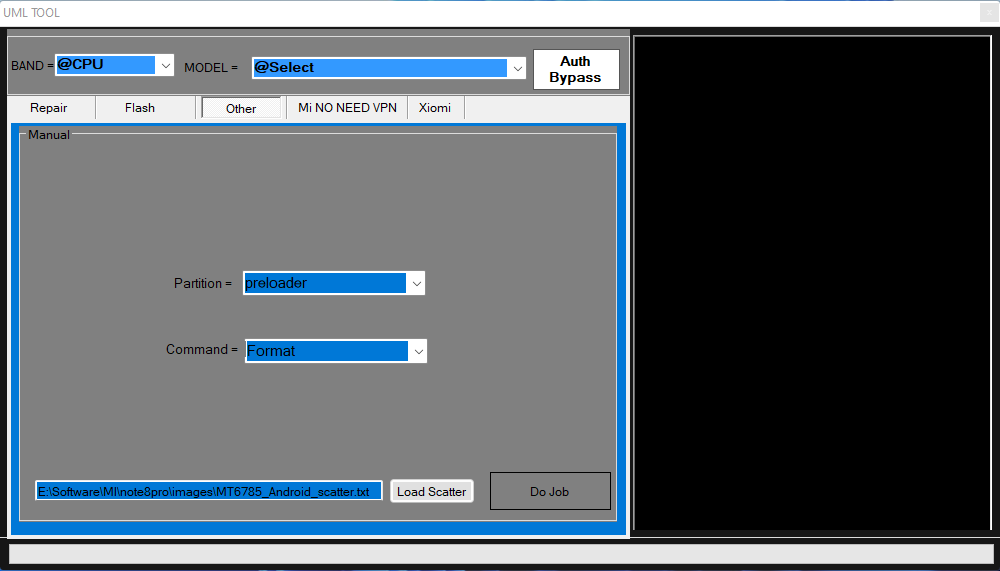 UML TOOL
BAND = @CPU MODEL = @Select Auth Bypass
Repair Flash Other Mi NO NEED VPN Xiomi
Manual
Partition = preloader
Command = Format
E:\Software\MI\note8pro\images\MT6785_Android_scatter.txt Load Scatter Do Job